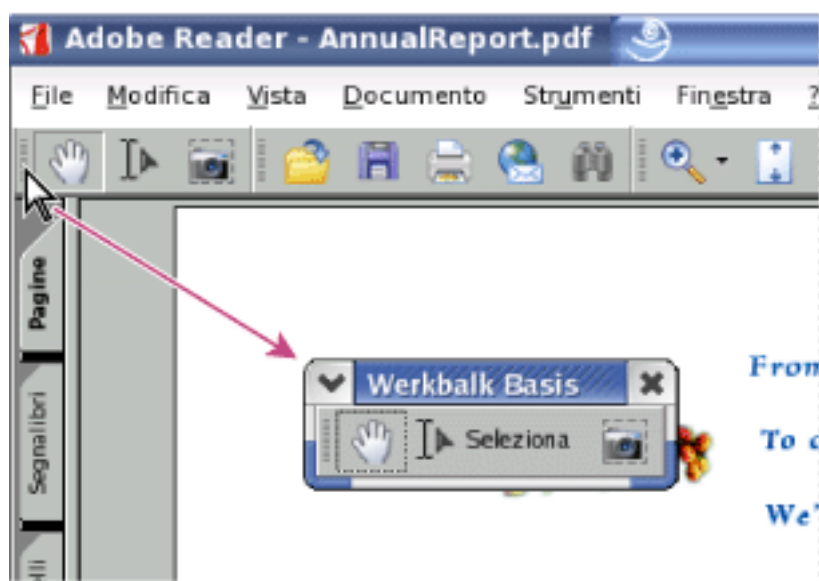 Adobe Reader - AnnualReport.pdf
File Modifica Vista Documento Strumenti Finestra ?
Pagine
Segnalibri
Werkbalk Basis
Seleziona
From
To
We'